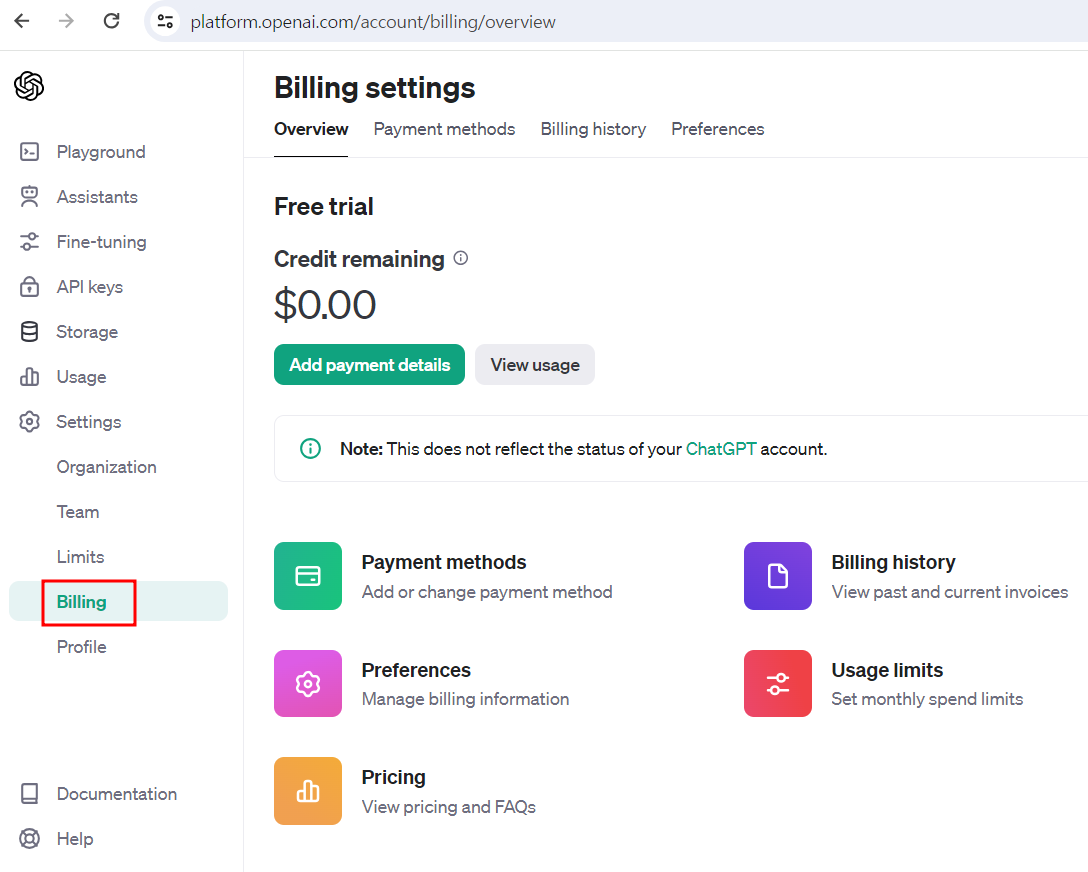 platform.openai.com/account/billing/overview
Playground
Assistants
Fine-tuning
API keys
Storage
Usage
Settings
Organization
Team
Limits
Billing
Profile
Documentation
Help
Billing settings
Overview Payment methods Billing history Preferences
Free trial
Credit remaining
$0.00
Add payment details View usage
Note: This does not reflect the status of your ChatGPT account.
Payment methods
Add or change payment method
Billing history
View past and current invoices
Preferences
Manage billing information
Usage limits
Set monthly spend limits
Pricing
View pricing and FAQs